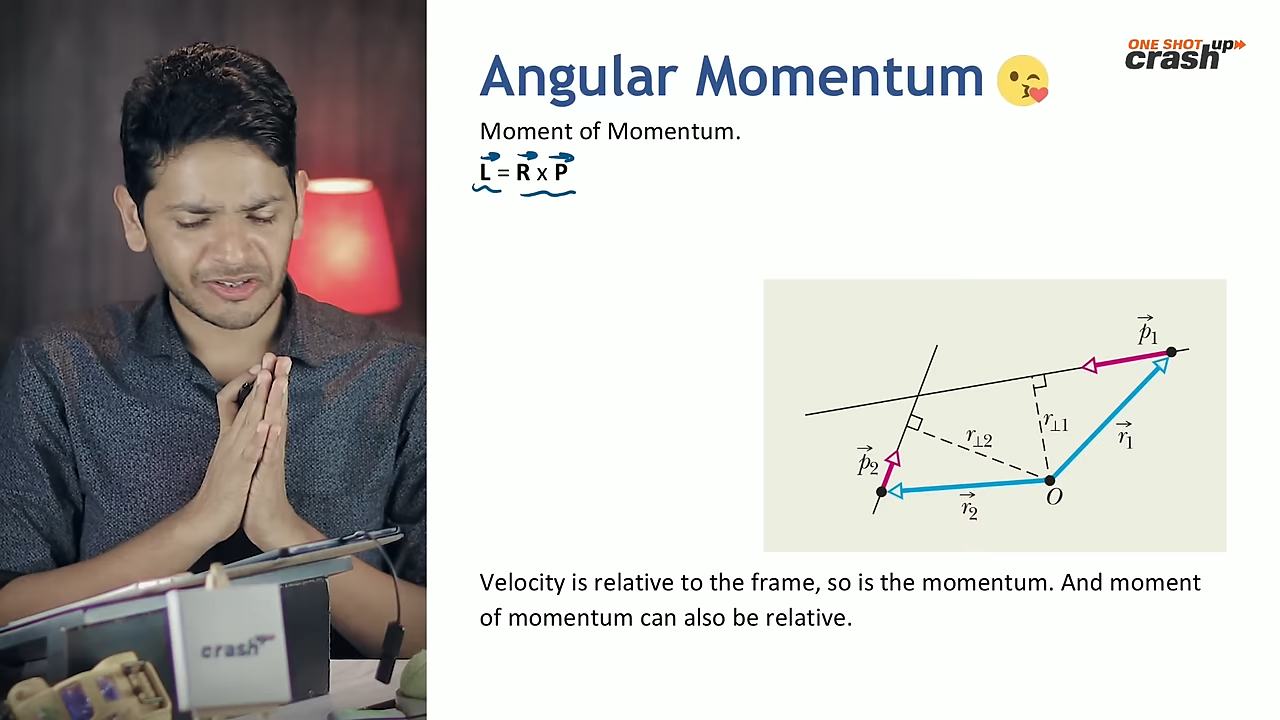 ONE SHOT
crash up
Angular Momentum
Moment of Momentum.
L = R x P
p₁
r⊥1
r₁
r⊥2
p₂
r₂
O
Velocity is relative to the frame, so is the momentum. And moment
of momentum can also be relative.
crash